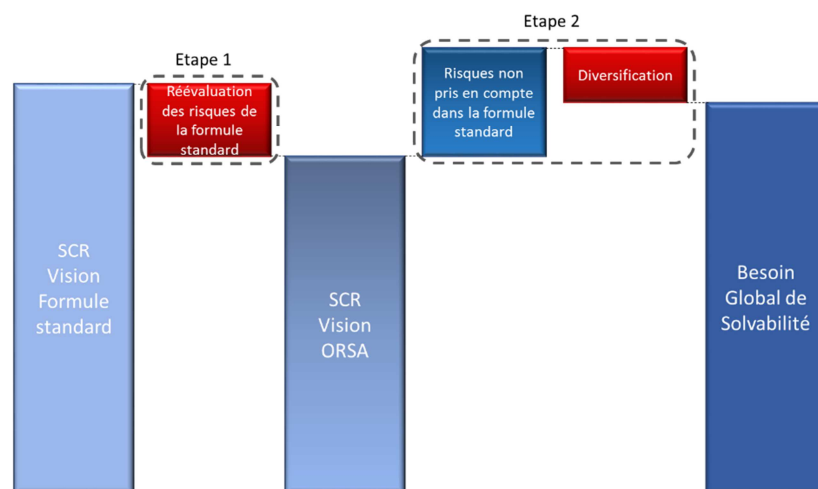 Etape 2
Etape 1
Réévaluation
des risques de
la formule
standard
Risques non
pris en compte
dans la formule
standard
Diversification
SCR
Vision
Formule
standard
SCR
Vision
ORSA
Besoin
Global de
Solvabilité